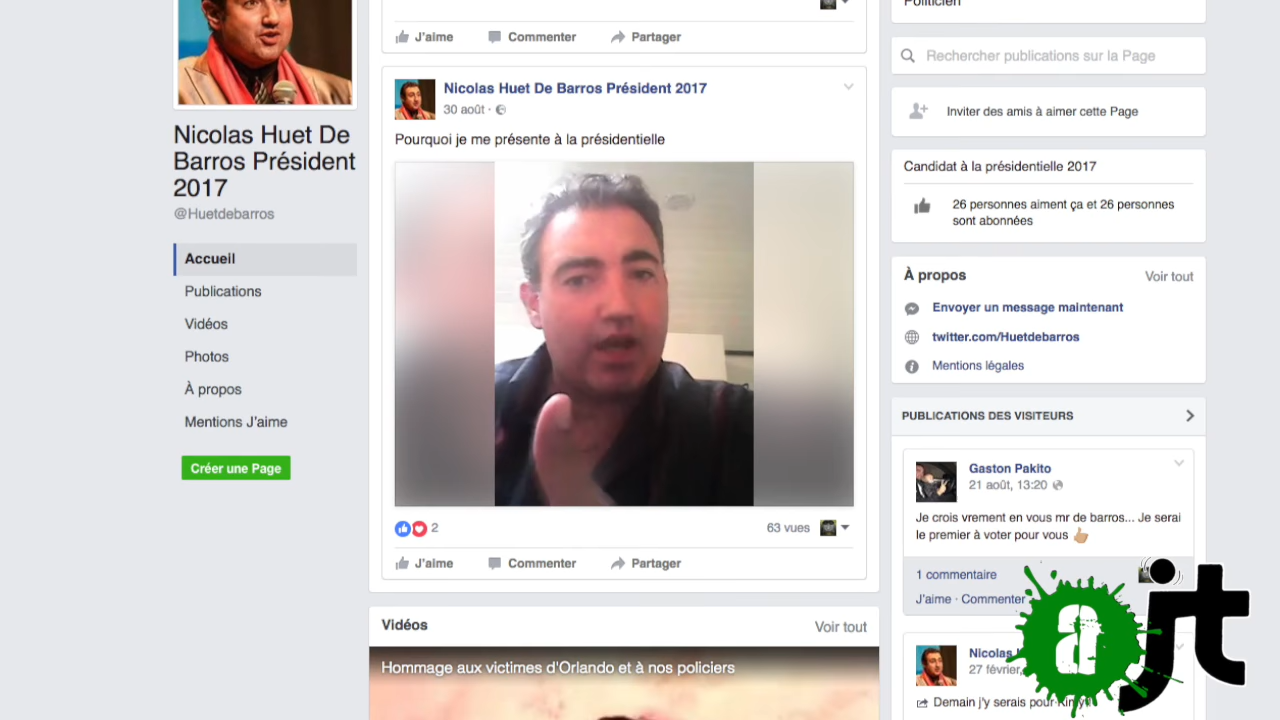 J'aime Commenter Partager
Nicolas Huet De
Barros Président
2017
@Huetdebarros
Accueil
Publications
Vidéos
Photos
À propos
Mentions J'aime
Créer une Page
Nicolas Huet De Barros Président 2017
30 août ·
Pourquoi je me présente à la présidentielle
2
63 vues
J'aime Commenter Partager
Vidéos
Voir tout
Hommage aux victimes d'Orlando et à nos policiers
Politicien
Rechercher publications sur la Page
Inviter des amis à aimer cette Page
Candidat à la présidentielle 2017
26 personnes aiment ça et 26 personnes
sont abonnées
À propos
Voir tout
Envoyer un message maintenant
twitter.com/Huetdebarros
Mentions légales
PUBLICATIONS DES VISITEURS
Gaston Pakito
21 août, 13:20
Je crois vrement en vous mr de barros... Je serai
le premier à voter pour vous
1 commentaire
J'aime · Commenter
Nicolas
27 février,
Demain j'y serais pour
a jt